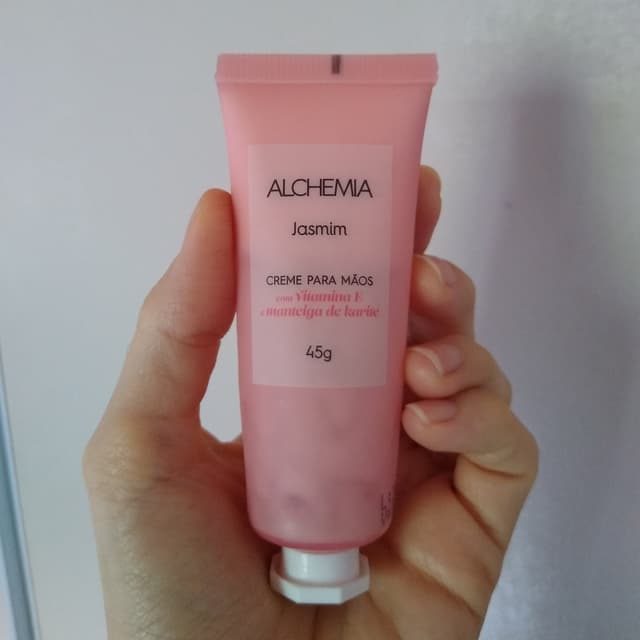 ALCHEMIA
Jasmim
CREME PARA MÃOS
com Vitamina E
e manteiga de karité
45g